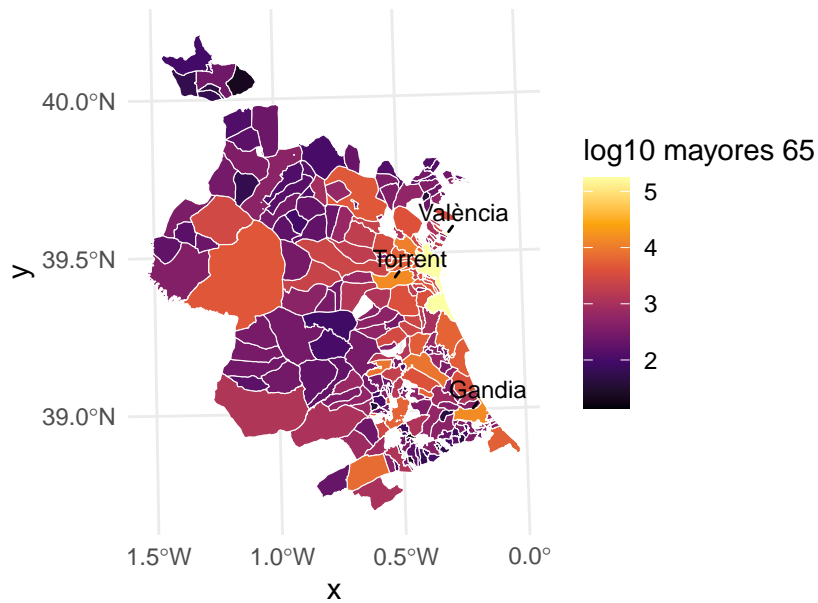 40.0°N
39.5°N
39.0°N
y
València
Torrent
Gandia
1.5°W
1.0°W
0.5°W
0.0°
x
log10 mayores 65
5
4
3
2